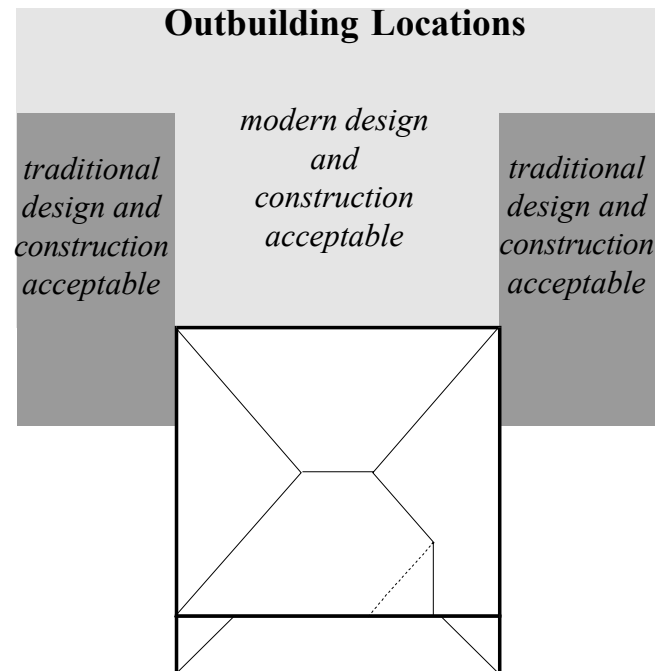 Outbuilding Locations
modern design
and
construction
acceptable
traditional
design and
construction
acceptable
traditional
design and
construction
acceptable